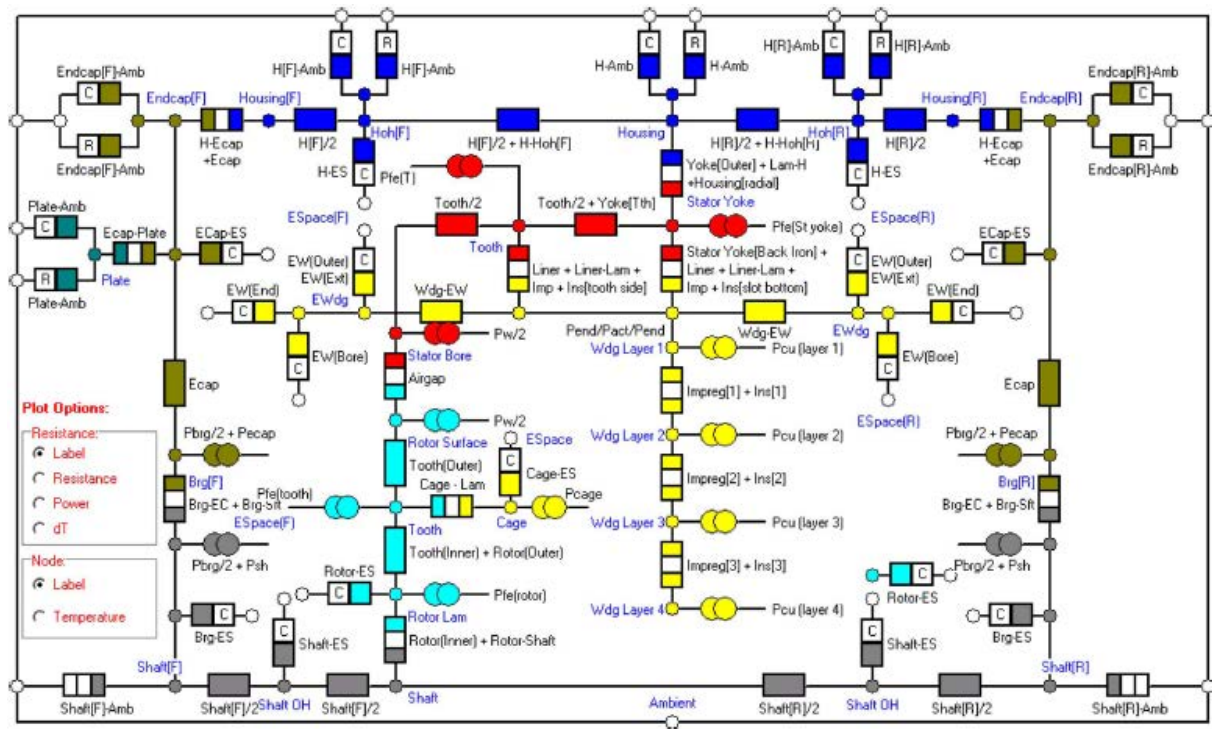 C
R
H[F]-Amb
H[F]-Amb
C
R
H-Amb
H-Amb
C
R
H[R]-Amb
H[R]-Amb
Endcap[F]-Amb
C
R
Endcap[F]-Amb
Endcap[F]
H-Ecap
+Ecap
Housing[F]
H[F]/2
Hoh[F]
H[F]/2 + H-Hoh[F]
Housing
H[R]/2 + H-Hoh[R]
Hoh[R]
H[R]/2
Housing[R]
H-Ecap
+Ecap
Endcap[R]
Endcap[R]-Amb
C
R
Endcap[R]-Amb
H-ES
C
ESpace(F)
Pfe(T)
Yoke[Outer] + Lam-H
+Housing[radial]
Stator Yoke
H-ES
C
ESpace(R)
Plate-Amb
C
R
Plate-Amb
Plate
Ecap-Plate
ECap-ES
C
Tooth/2
Tooth/2 + Yoke[Tth]
Pfe(St yoke)
Tooth
ECap-ES
C
EW(Outer)
EW(Ext)
C
Liner + Liner-Lam +
Imp + Ins[tooth side]
Stator Yoke[Back Iron] +
Liner + Liner-Lam +
Imp + Ins[slot bottom]
C
EW(Outer)
EW(Ext)
EW(End)
C
EWdg
Wdg-EW
Pend/Pact/Pend
Wdg-EW
EWdg
EW(End)
C
EW(Bore)
C
Pw/2
Stator Bore
Airgap
Wdg Layer 1
Pcu (layer 1)
EW(Bore)
C
ESpace(R)
Ecap
Impreg[1] + Ins[1]
Ecap
Plot Options:
Resistance:
Label
Resistance
Power
dT
Node:
Label
Temperature
Pw/2
Rotor Surface
ESpace
Wdg Layer 2
Pcu (layer 2)
Pbrg/2 + Pecap
Brg[F]
Brg-EC + Brg-Sft
ESpace(F)
Pfe(tooth)
Tooth(Outer)
Cage - Lam
C
Cage-ES
Pcage
Cage
Tooth
Impreg[2] + Ins[2]
Pbrg/2 + Pecap
Brg[R]
Brg-EC + Brg-Sft
Wdg Layer 3
Pcu (layer 3)
Pbrg/2 + Psh
Tooth(Inner) + Rotor(Outer)
Impreg[3] + Ins[3]
Pbrg/2 + Psh
Rotor-ES
C
Pfe(rotor)
Rotor Lam
Wdg Layer 4
Pcu (layer 4)
C
Rotor-ES
C
Brg-ES
C
Shaft-ES
Rotor(Inner) + Rotor-Shaft
C
Shaft-ES
C
Brg-ES
Shaft[F]
Shaft[F]-Amb
Shaft[F]/2
Shaft OH
Shaft[F]/2
Shaft
Ambient
Shaft[R]/2
Shaft OH
Shaft[R]/2
Shaft[R]
Shaft[R]-Amb